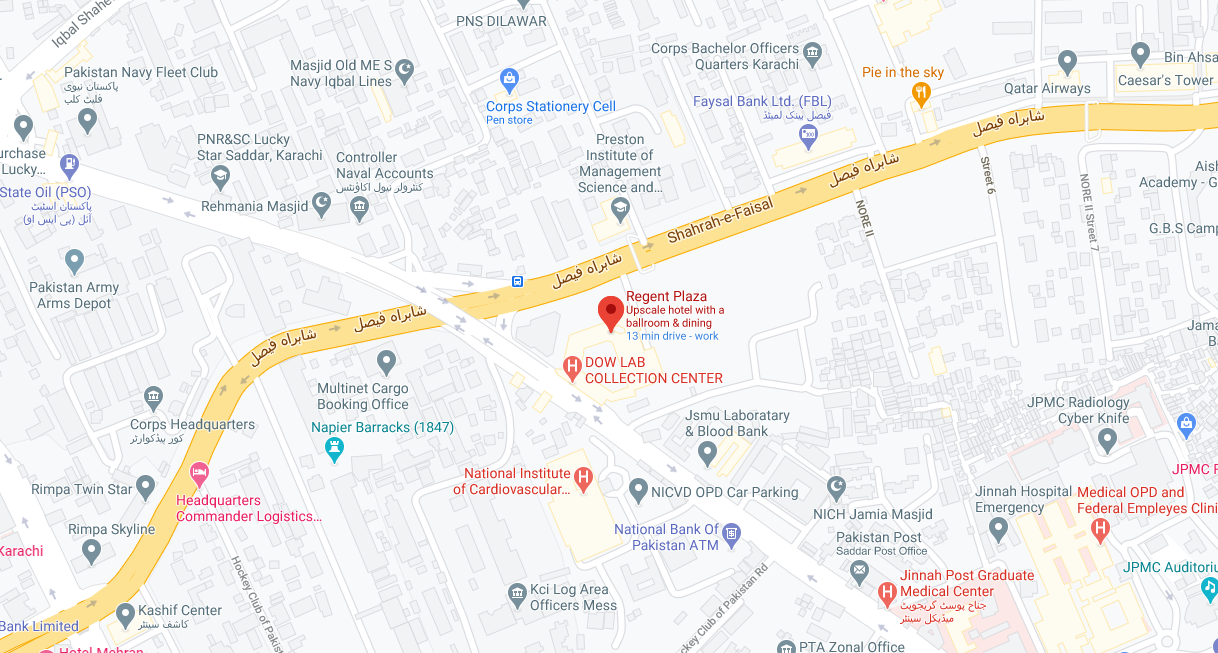 Iqbal Shahe
PNS DILAWAR
Corps Bachelor Officers
Quarters Karachi
Bin Ahsa
Pakistan Navy Fleet Club
پاکستان نیوی
فلیٹ کلب
Masjid Old ME S
Navy Iqbal Lines
Pie in the sky
Caesar's Tower
Qatar Airways
Corps Stationery Cell
Pen store
Faysal Bank Ltd. (FBL)
فیصل بینک لمیٹڈ
شاہراہ فیصل
urchase
Lucky...
PNR&SC Lucky
Star Saddar, Karachi
Controller
Naval Accounts
کنٹرولر نیول اکاؤنٹس
Preston
Institute of
Management
Science and...
شاہراہ فیصل
Street 6
Aish
Academy - G
State Oil (PSO)
پاکستان اسٹیٹ
آئل (پی ایس او)
Rehmania Masjid
Shahrah-e-Faisal
NORE II
NORE II Street 7
G.B.S Camp
Pakistan Army
Arms Depot
شاہراہ فیصل
Regent Plaza
Upscale hotel with a
ballroom & dining
13 min drive - work
شاہراہ فیصل
شاہراہ فیصل
Jama
B
DOW LAB
COLLECTION CENTER
Multinet Cargo
Booking Office
Corps Headquarters
کور ہیڈکوارٹر
Napier Barracks (1847)
Jsmu Laboratary
& Blood Bank
JPMC Radiology
Cyber Knife
National Institute
of Cardiovascular...
JPMC F
Rimpa Twin Star
Headquarters
Commander Logistics...
NICVD OPD Car Parking
NICH Jamia Masjid
Jinnah Hospital
Emergency
Medical OPD and
Federal Empleyes Clini
Rimpa Skyline
National Bank Of
Pakistan ATM
Pakistan Post
Saddar Post Office
Karachi
Hockey Club of Pakist
Kci Log Area
Officers Mess
ckey Club of Pakistan Rd
Jinnah Post Graduate
Medical Center
جناح پوسٹ گریجویٹ
میڈیکل سینٹر
JPMC Auditoriu
Kashif Center
کاشف سینٹر
Bank Limited
Hotel Mehran
PTA Zonal Office